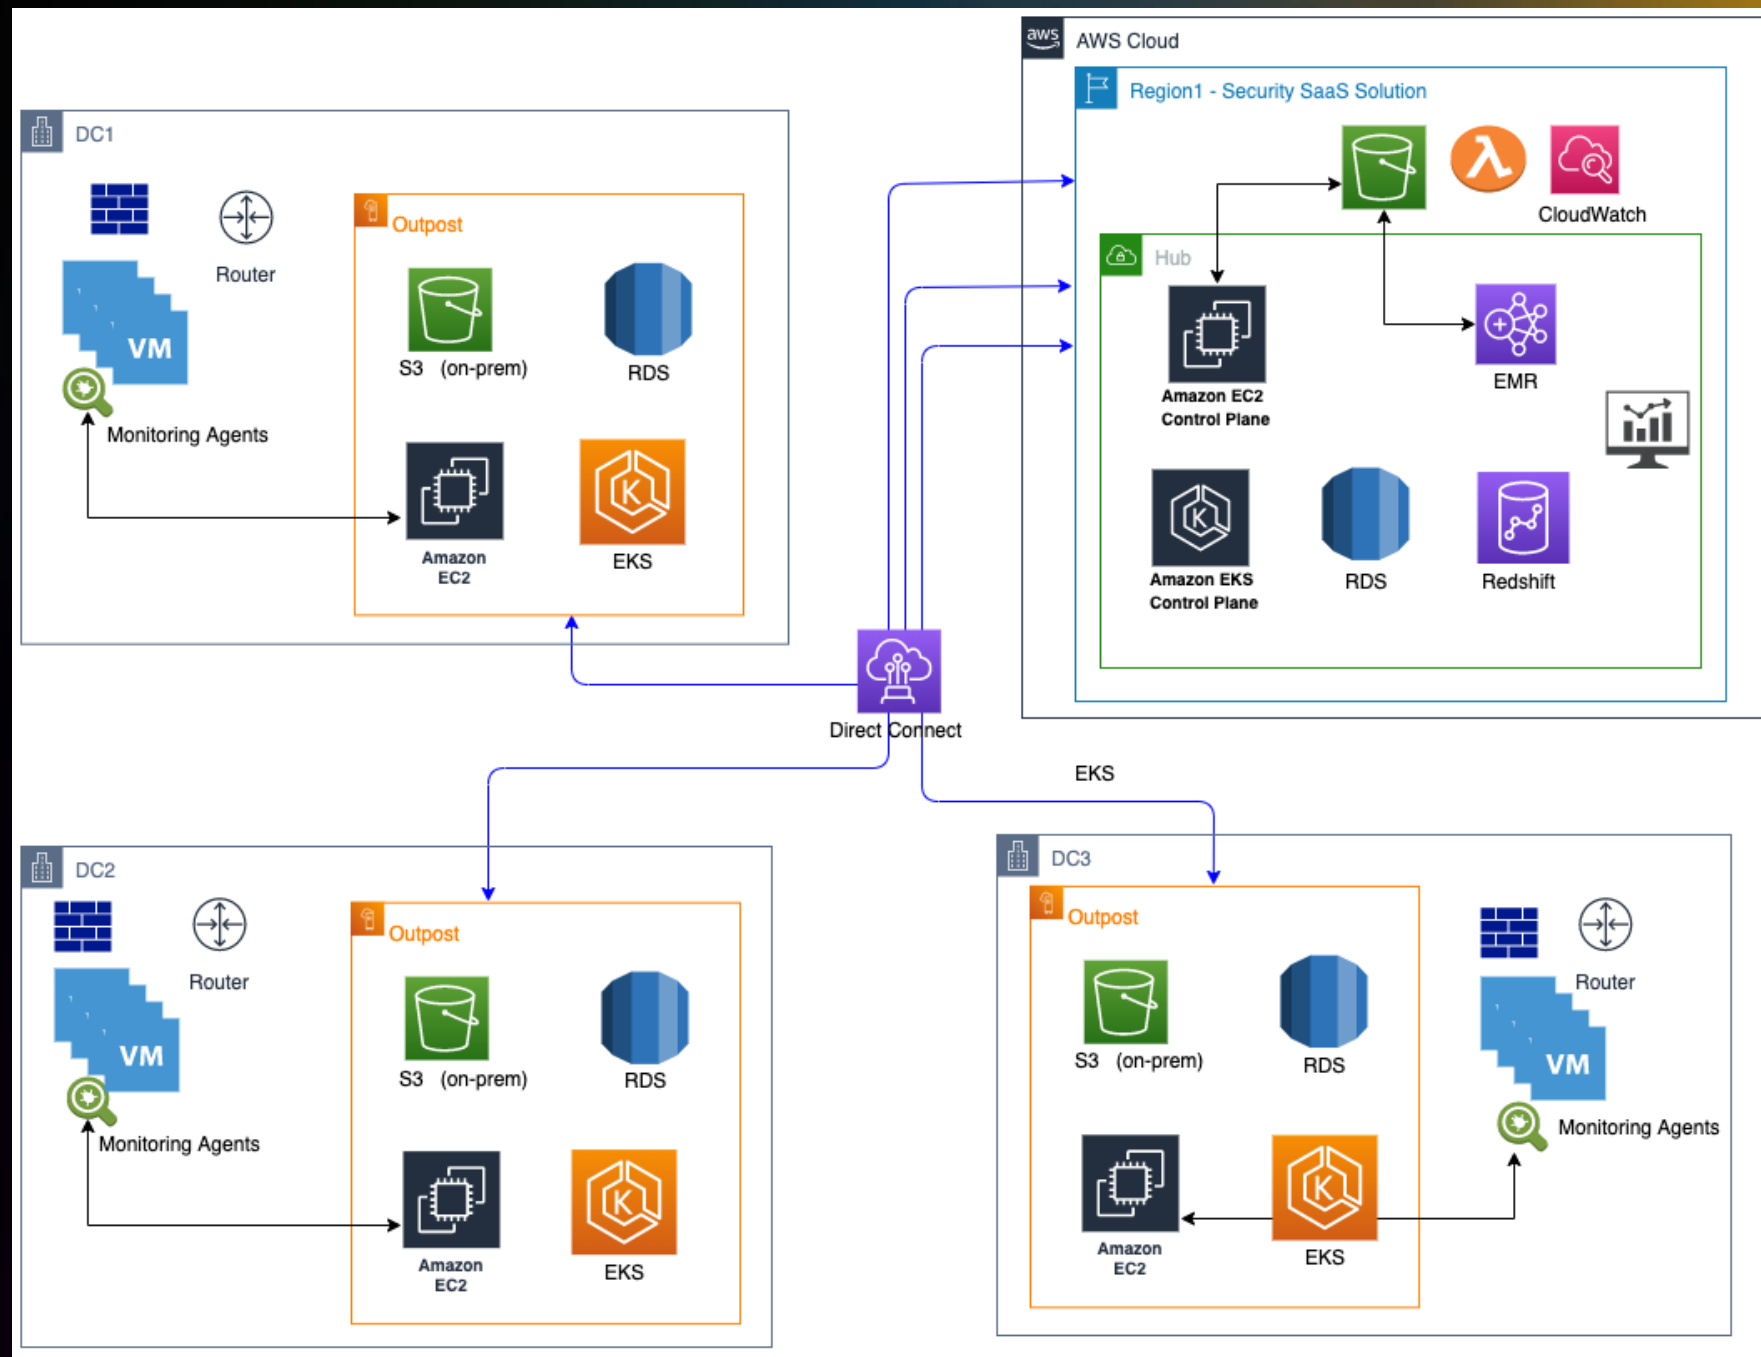 aws
AWS Cloud
Region1 - Security SaaS Solution
CloudWatch
Hub
Amazon EC2
Control Plane
EMR
Amazon EKS
Control Plane
RDS
Redshift
DC1
Router
VM
Monitoring Agents
Outpost
S3 (on-prem)
RDS
Amazon
EC2
K
EKS
Direct Connect
EKS
DC2
Router
VM
Monitoring Agents
Outpost
S3 (on-prem)
RDS
Amazon
EC2
K
EKS
DC3
Outpost
S3 (on-prem)
RDS
Amazon
EC2
K
EKS
Router
VM
Monitoring Agents
K